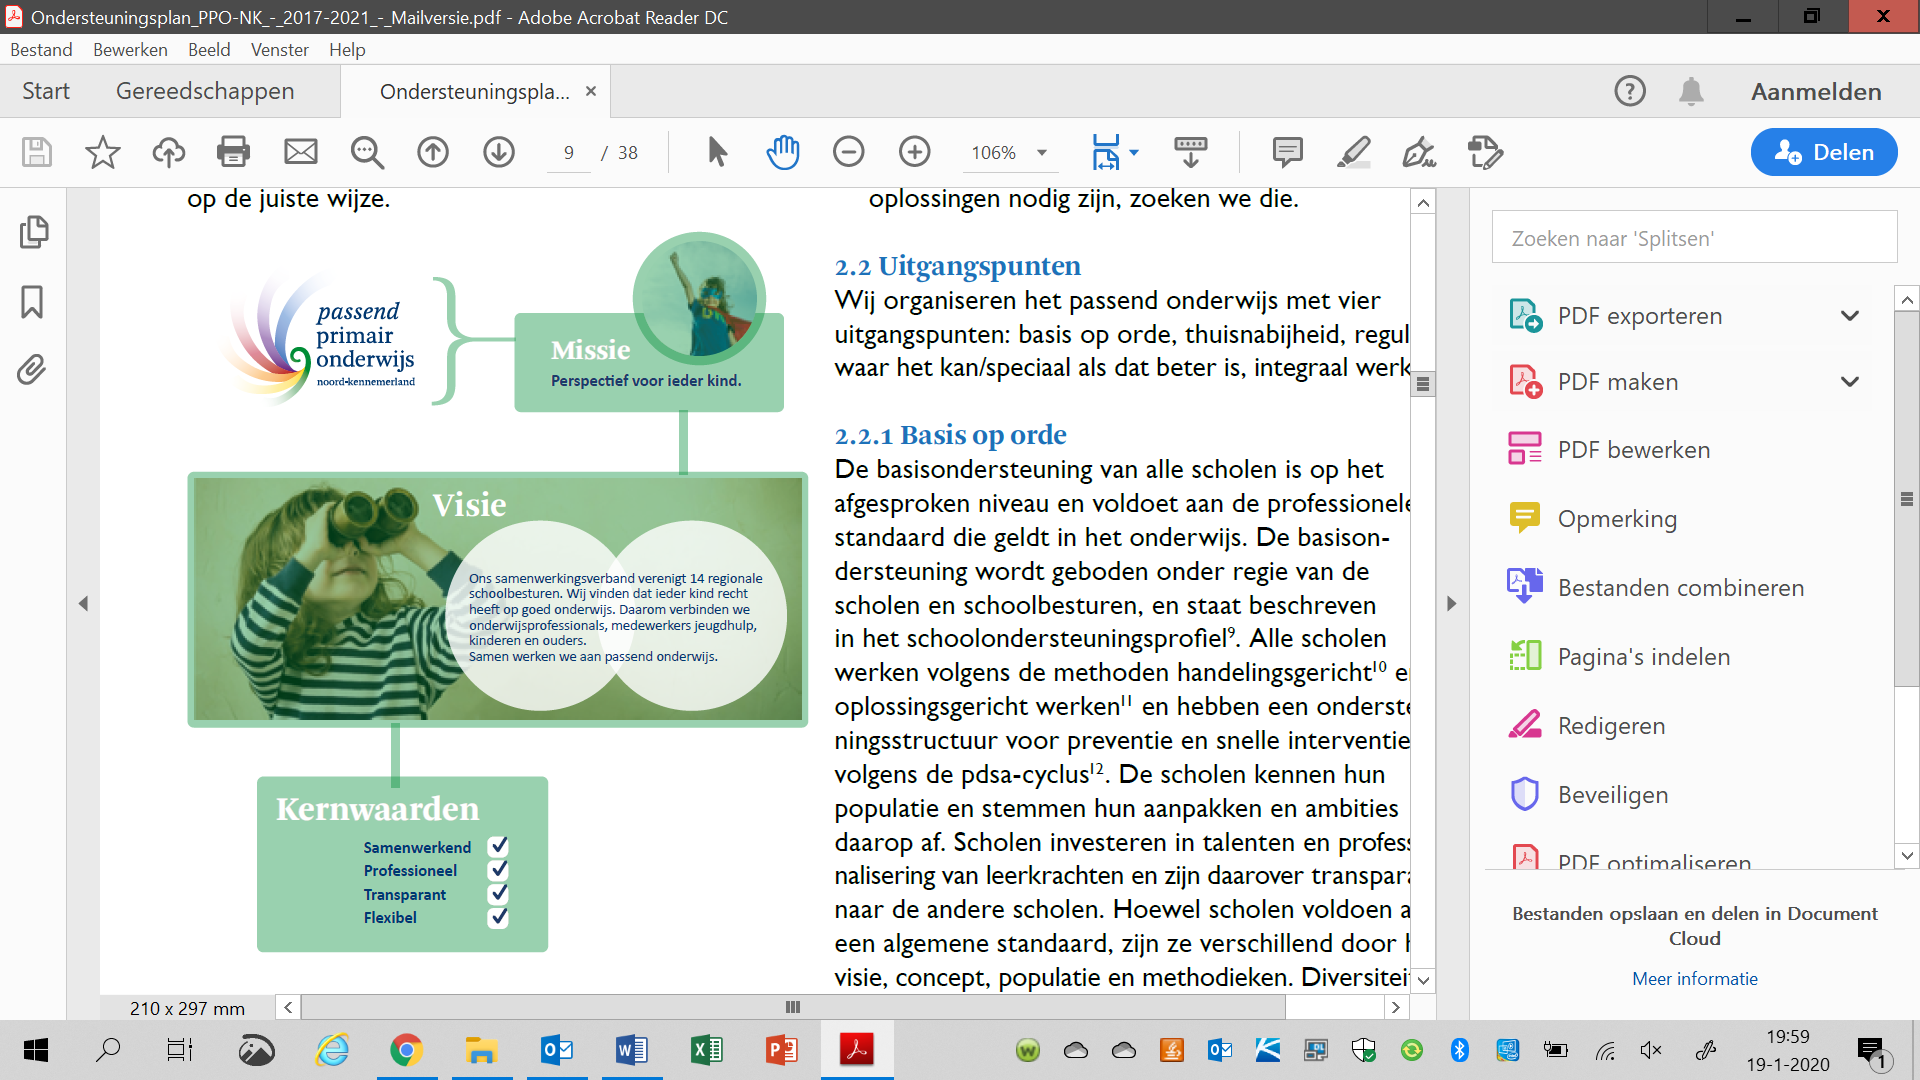 Ondersteuningsplan_PPO-NK_-_2017-2021_-_Mailversie.pdf - Adobe Acrobat Reader DC
Bestand Bewerken Beeld Venster Help
Start Gereedschappen Ondersteuningspla... × Aanmelden
9 / 38 106% Delen
op de juiste wijze.
passend
primair
onderwijs
noord-kennemerland
Missie
Perspectief voor ieder kind.
Visie
Ons samenwerkingsverband verenigt 14 regionale
schoolbesturen. Wij vinden dat ieder kind recht
heeft op goed onderwijs. Daarom verbinden we
onderwijsprofessionals, medewerkers jeugdhulp,
kinderen en ouders.
Samen werken we aan passend onderwijs.
Kernwaarden
Samenwerkend
Professioneel
Transparant
Flexibel
oplossingen nodig zijn, zoeken we die.
2.2 Uitgangspunten
Wij organiseren het passend onderwijs met vier
uitgangspunten: basis op orde, thuisnabijheid, regul
waar het kan/speciaal als dat beter is, integraal werk
2.2.1 Basis op orde
De basisondersteuning van alle scholen is op het
afgesproken niveau en voldoet aan de professionele
standaard die geldt in het onderwijs. De basison-
dersteuning wordt geboden onder regie van de
scholen en schoolbesturen, en staat beschreven
in het schoolondersteuningsprofiel9. Alle scholen
werken volgens de methoden handelingsgericht10 e
oplossingsgericht werken11 en hebben een onderste
ningsstructuur voor preventie en snelle interventie
volgens de pdsa-cyclus12. De scholen kennen hun
populatie en stemmen hun aanpakken en ambities
daarop af. Scholen investeren in talenten en profess
nalisering van leerkrachten en zijn daarover transpara
naar de andere scholen. Hoewel scholen voldoen a
een algemene standaard, zijn ze verschillend door h
visie, concept, populatie en methodieken. Diversitei
210 x 297 mm
Zoeken naar 'Splitsen'
PDF exporteren
PDF maken
PDF bewerken
Opmerking
Bestanden combineren
Pagina's indelen
Redigeren
Beveiligen
PDF optimaliseren
Bestanden opslaan en delen in Document
Cloud
Meer informatie
19:59
19-1-2020
1